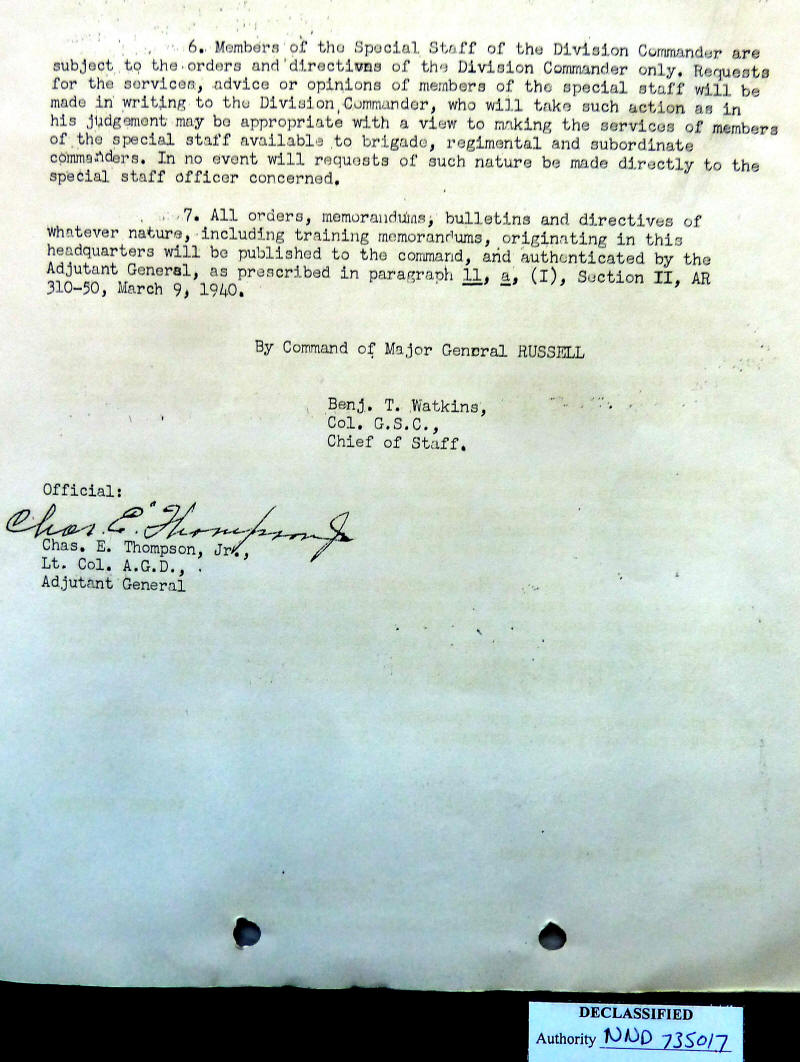 6. Members of the Special Staff of the Division Commander are
subject to the orders and directives of the Division Commander only. Requests
for the services, advice or opinions of members of the special staff will be
made in writing to the Division Commander, who will take such action as in
his judgement may be appropriate with a view to making the services of members
of the special staff available to brigade, regimental and subordinate
commanders. In no event will requests of such nature be made directly to the
special staff officer concerned.
7. All orders, memorandums, bulletins and directives of
whatever nature, including training memorandums, originating in this
headquarters will be published to the command, and authenticated by the
Adjutant General, as prescribed in paragraph 11, a, (I), Section II, AR
310-50, March 9, 1940.
By Command of Major General RUSSELL
Benj. T. Watkins,
Col. G.S.C.,
Chief of Staff.
Official:
Chas. E. Thompson Jr
Chas. E. Thompson, Jr.,
Lt. Col. A.G.D.,
Adjutant General
DECLASSIFIED
Authority NND 735017